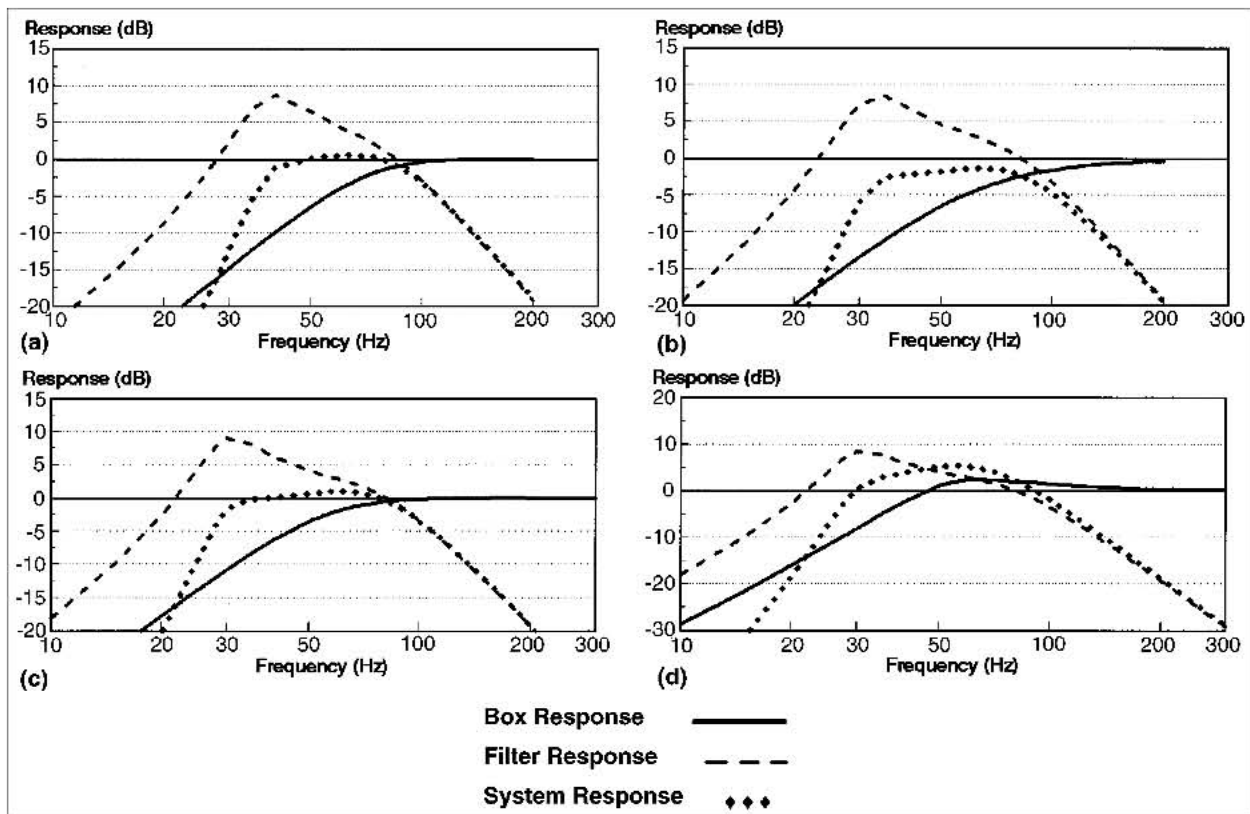 Response (dB)
15
10
5
0
-5
-10
-15
-20
10 20 30 50 100 200 300
(a) Frequency (Hz)
Response (dB)
15
10
5
0
-5
-10
-15
-20
10 20 30 50 100 200 300
(b) Frequency (Hz)
Response (dB)
15
10
5
0
-5
-10
-15
-20
10 20 30 50 100 200 300
(c) Frequency (Hz)
Response (dB)
20
10
0
-10
-20
-30
10 20 30 50 100 200 300
(d) Frequency (Hz)
Box Response
Filter Response
System Response